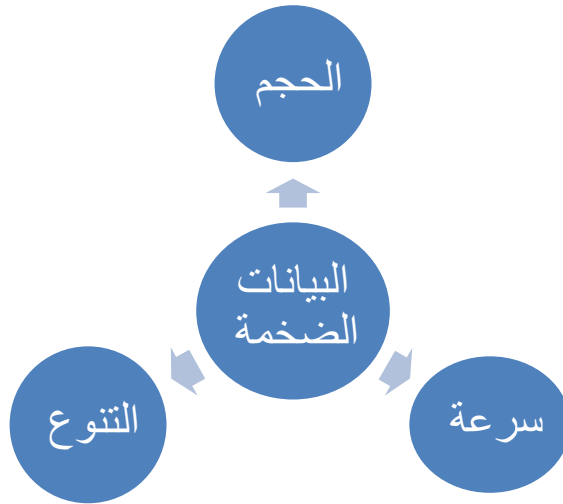 الحجم
البيانات
الضخمة
سرعة
التنوع